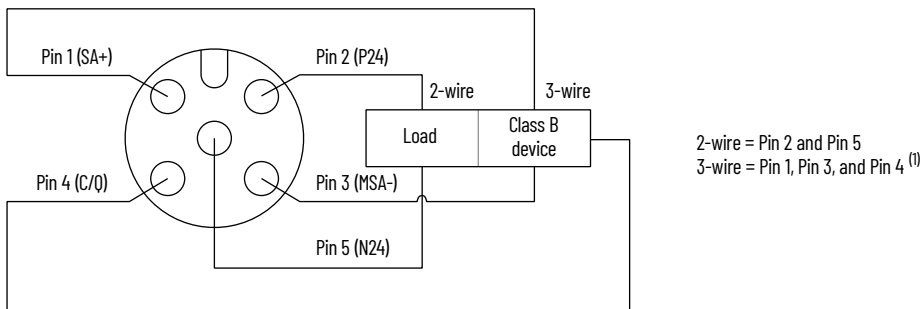 Pin 1 (SA+)
Pin 2 (P24)
2-wire
3-wire
Load
Class B
device
2-wire = Pin 2 and Pin 5
3-wire = Pin 1, Pin 3, and Pin 4 (1)
Pin 4 (C/Q)
Pin 3 (MSA-)
Pin 5 (N24)